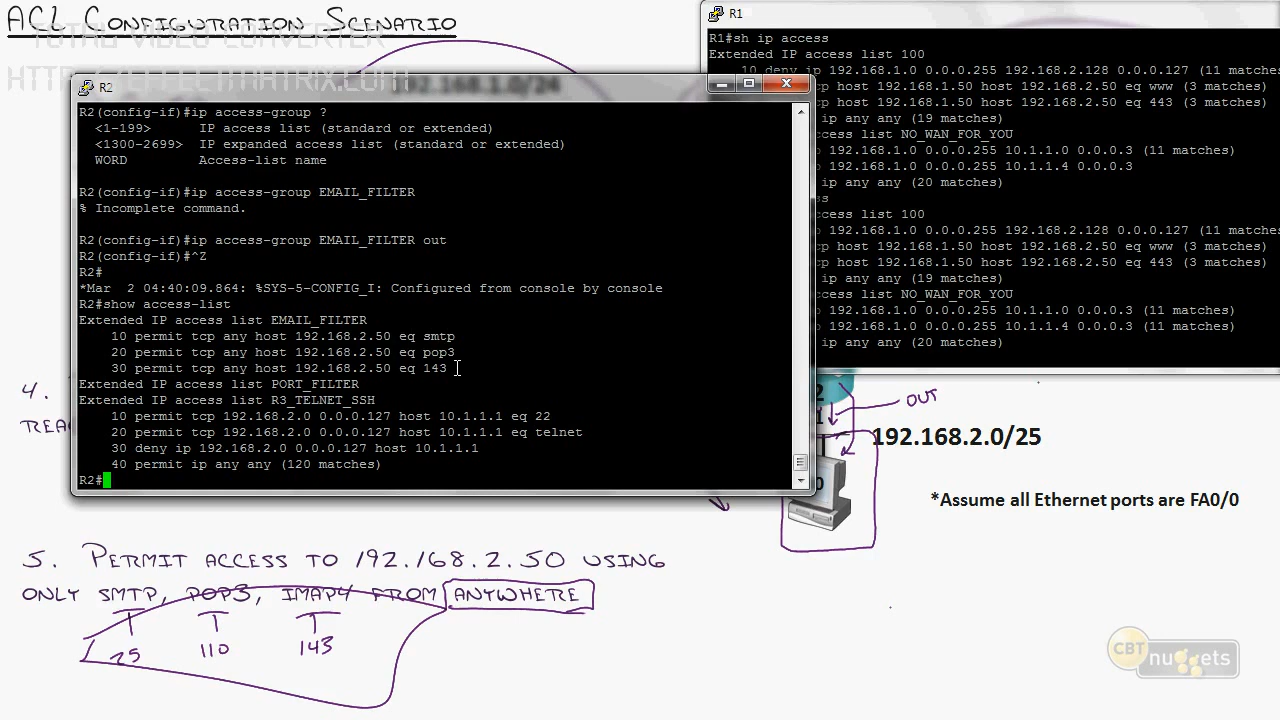 ACL CONFIGURATION SCENARIO
TOTAL VIDEO CONVERTER
192.168.1.0/24
R2
R2(config-if)#ip access-group ?
<1-199>      IP access list (standard or extended)
<1300-2699>  IP expanded access list (standard or extended)
WORD         Access-list name
R2(config-if)#ip access-group EMAIL_FILTER
% Incomplete command.
R2(config-if)#ip access-group EMAIL_FILTER out
R2(config-if)#^Z
R2#
*Mar  2 04:40:09.864: %SYS-5-CONFIG_I: Configured from console by console
R2#show access-list
Extended IP access list EMAIL_FILTER
10 permit tcp any host 192.168.2.50 eq smtp
20 permit tcp any host 192.168.2.50 eq pop3
30 permit tcp any host 192.168.2.50 eq 143
Extended IP access list PORT_FILTER
Extended IP access list R3_TELNET_SSH
10 permit tcp 192.168.2.0 0.0.0.127 host 10.1.1.1 eq 22
20 permit tcp 192.168.2.0 0.0.0.127 host 10.1.1.1 eq telnet
30 deny ip 192.168.2.0 0.0.0.127 host 10.1.1.1
40 permit ip any any (120 matches)
R2#
R1
R1#sh ip access
Extended IP access list 100
10 deny ip 192.168.1.0 0.0.0.255 192.168.2.128 0.0.0.127 (11 matches
cp host 192.168.1.50 host 192.168.2.50 eq www (3 matches)
cp host 192.168.1.50 host 192.168.2.50 eq 443 (3 matches)
ip any any (19 matches)
ccess list NO_WAN_FOR_YOU
192.168.1.0 0.0.0.255 10.1.1.0 0.0.0.3 (11 matches)
192.168.1.0 0.0.0.255 10.1.1.4 0.0.0.3
ip any any (20 matches)
s
ccess list 100
192.168.1.0 0.0.0.255 192.168.2.128 0.0.0.127 (11 matches
cp host 192.168.1.50 host 192.168.2.50 eq www (3 matches)
cp host 192.168.1.50 host 192.168.2.50 eq 443 (3 matches)
ip any any (19 matches)
ccess list NO_WAN_FOR_YOU
192.168.1.0 0.0.0.255 10.1.1.0 0.0.0.3 (11 matches)
192.168.1.0 0.0.0.255 10.1.1.4 0.0.0.3 (11 matches)
ip any any (20 matches)
4.
OUT
192.168.2.0/25
*Assume all Ethernet ports are FA0/0
5. PERMIT ACCESS TO 192.168.2.50 USING
ONLY SMTP, POP3, IMAP4 FROM ANYWHERE
25 110 143
CBT nuggets